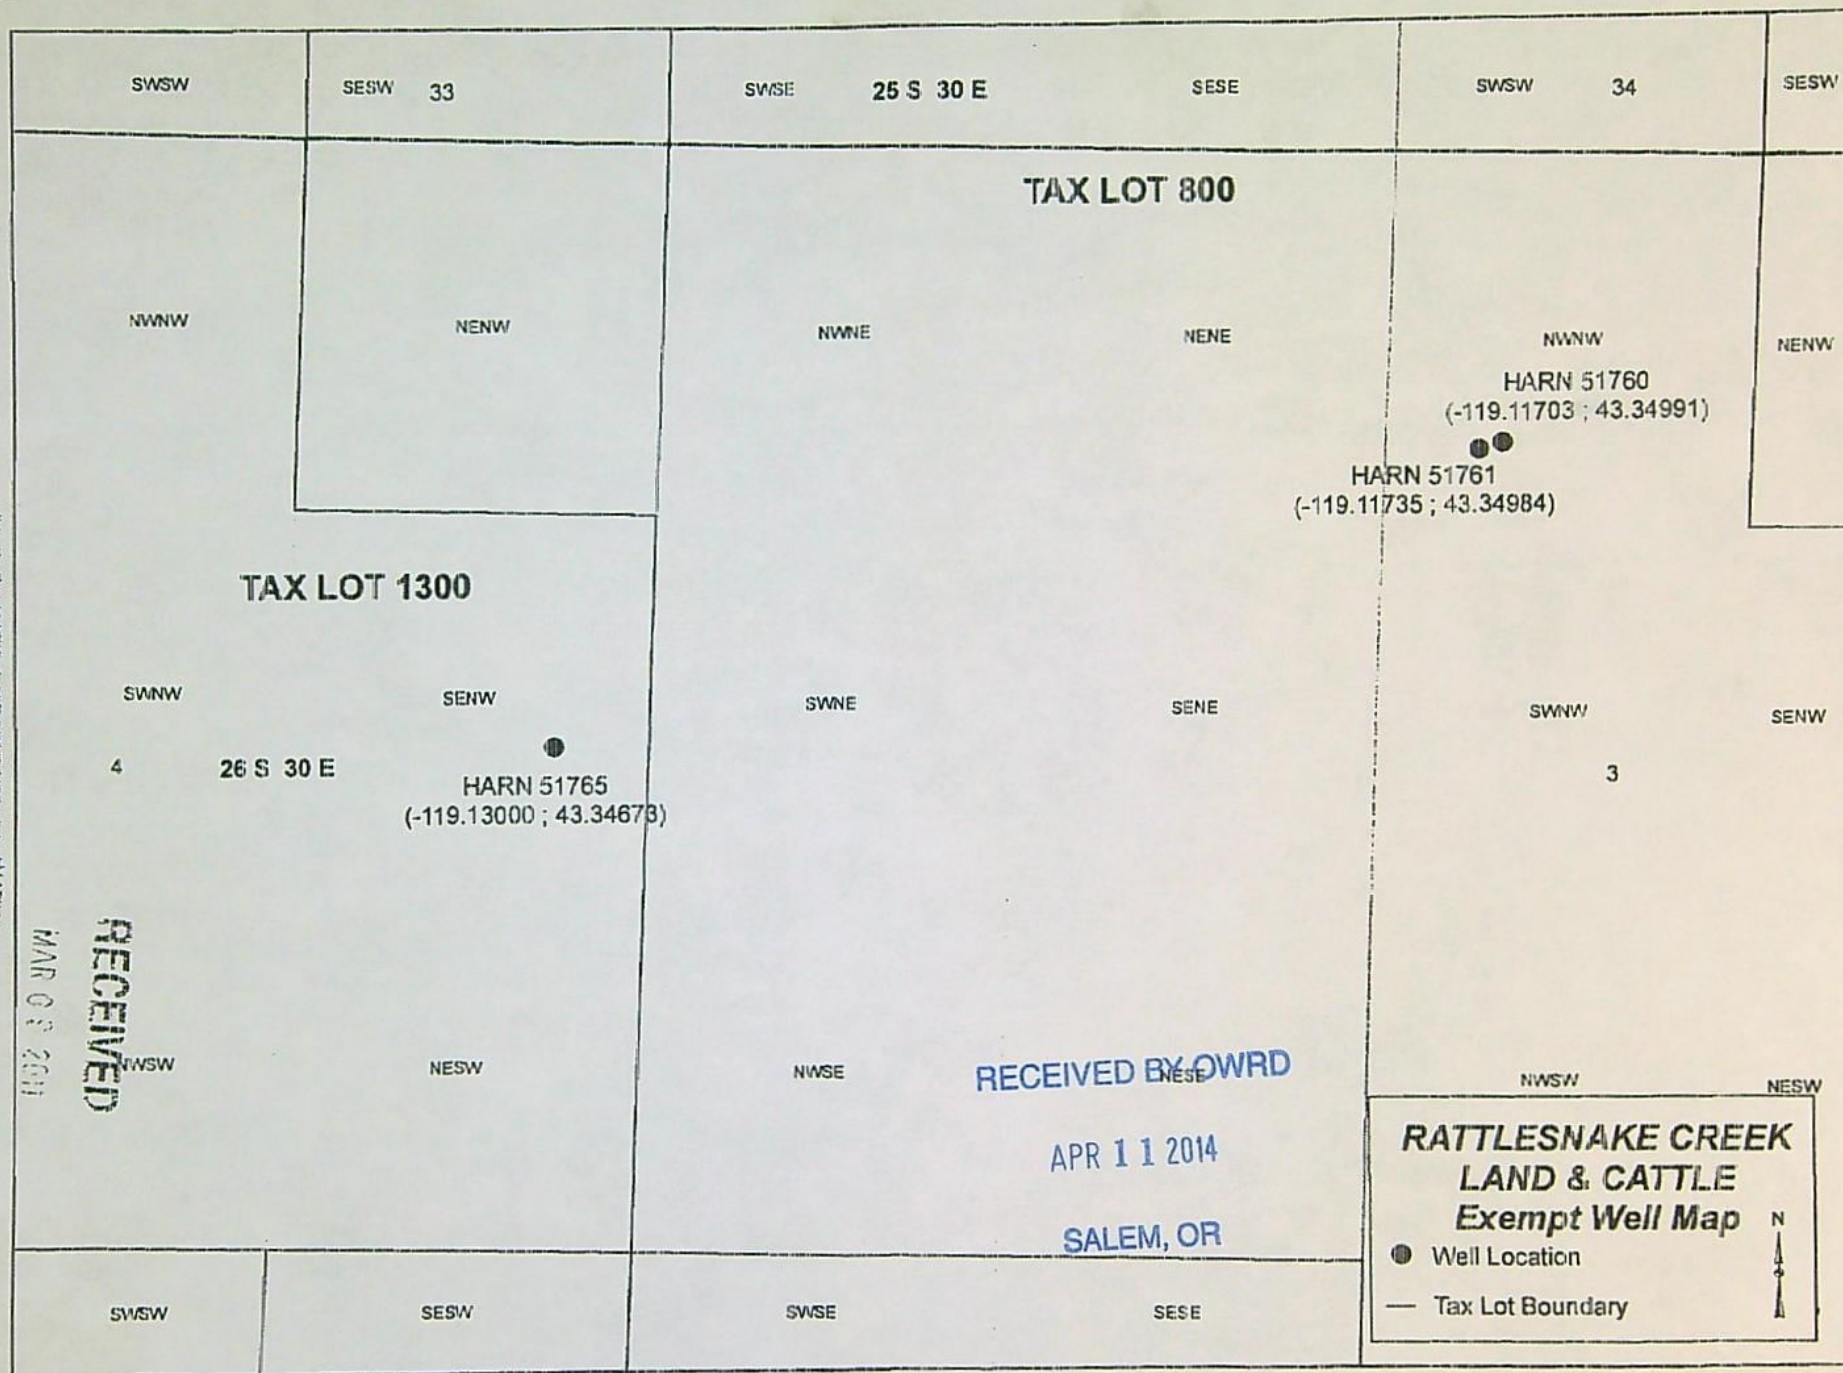 SWSW SESW 33 SWSE 25 S 30 E SESE SWSW 34 SESW
TAX LOT 800
NWNW NENW NWNE NENE NWNW NENW
HARN 51760
(-119.11703 ; 43.34991)
HARN 51761
(-119.11735 ; 43.34984)
TAX LOT 1300
SWNW SENW SWNE SENE SWNW SENW
4 26 S 30 E 3
HARN 51765
(-119.13000 ; 43.34673)
RECEIVED
MAR
NWSW NESW NWSE NESE NWSW NESW
RECEIVED BY OWRD
APR 11 2014
SALEM, OR
RATTLESNAKE CREEK
LAND & CATTLE
Exempt Well Map
N
Well Location
Tax Lot Boundary
SWSW SESW SWSE SESE